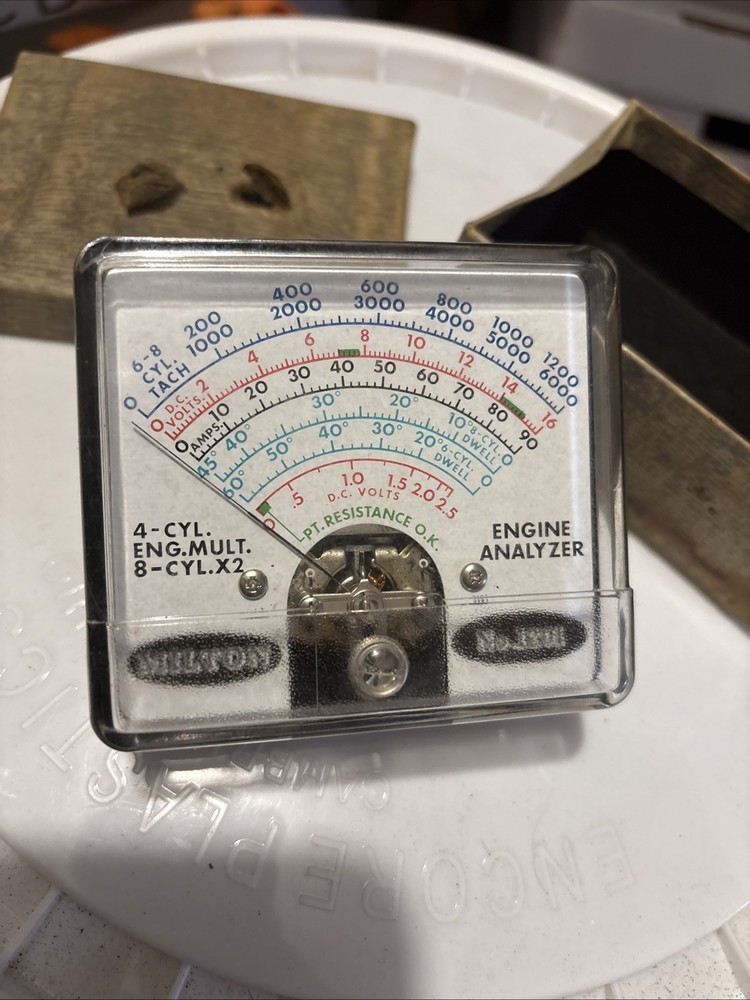 400 600 800 1000 1200
200 2000 3000 4000 5000 6000
6-8 1000
CYL.
TACH
0
0 D.C. 2 4 6 8 10 12 14 16
VOLTS.
0 10 20 30 40 50 60 70 80 90
AMPS.
45° 40° 30° 20° 10° 8-CYL. 0
DWELL
60° 50° 40° 30° 20° 6-CYL. 0
DWELL
0 .5 1.0 1.5 2.0 2.5
D.C. VOLTS
PT. RESISTANCE O.K.
4-CYL.
ENG.MULT.
8-CYL.X2
ENGINE
ANALYZER
ENCORE PLASTICS